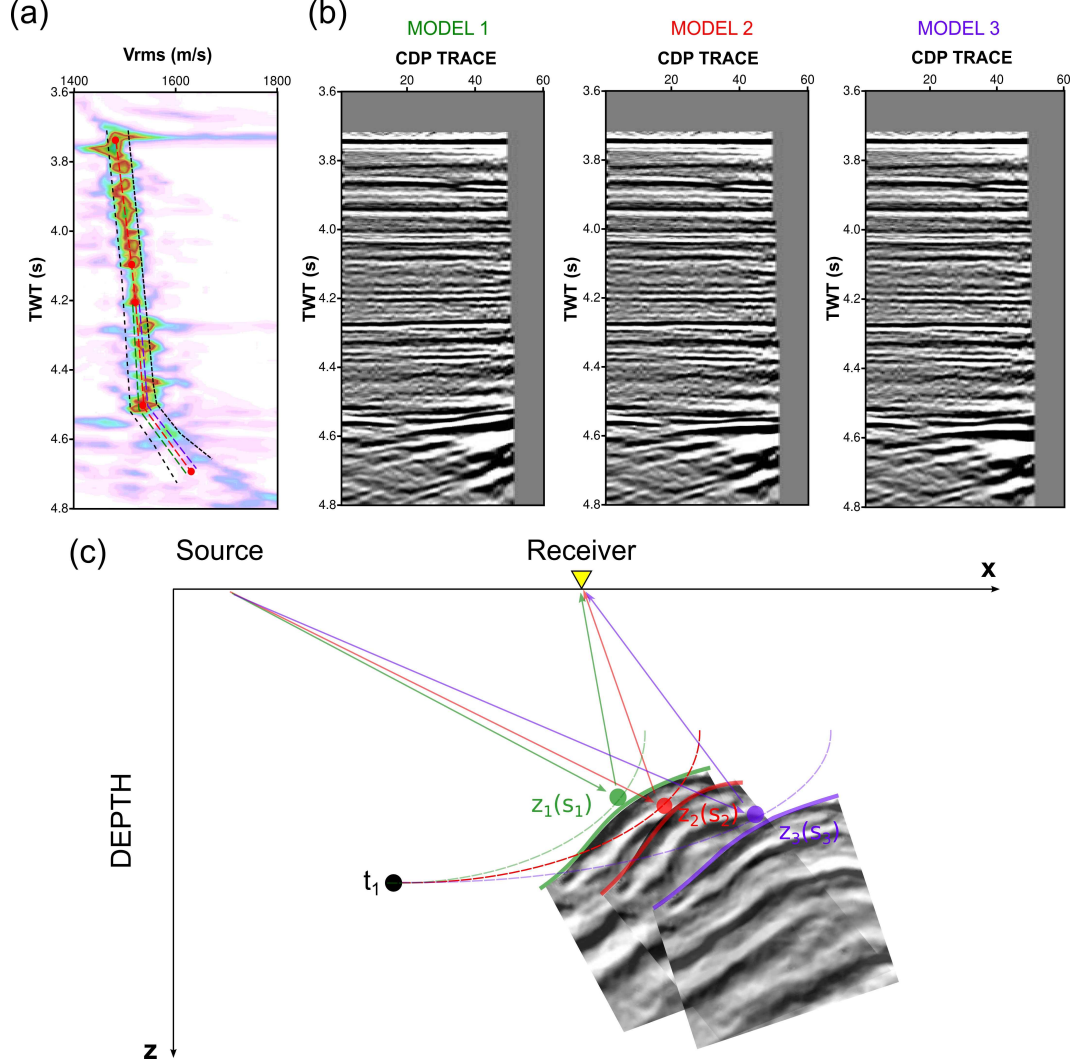 (a)
Vrms (m/s)
1400 1600 1800
3.6
3.8
4.0
4.2
4.4
4.6
4.8
TWT (s)
(b)
MODEL 1
CDP TRACE
20 40 60
3.6
3.8
4.0
4.2
4.4
4.6
4.8
TWT (s)
MODEL 2
CDP TRACE
20 40 60
3.6
3.8
4.0
4.2
4.4
4.6
4.8
TWT (s)
MODEL 3
CDP TRACE
20 40 60
3.6
3.8
4.0
4.2
4.4
4.6
4.8
TWT (s)
(c)
Source
Receiver
x
DEPTH
z₁(s₁)
z₂(s₂)
z₃(s₃)
t₁
z